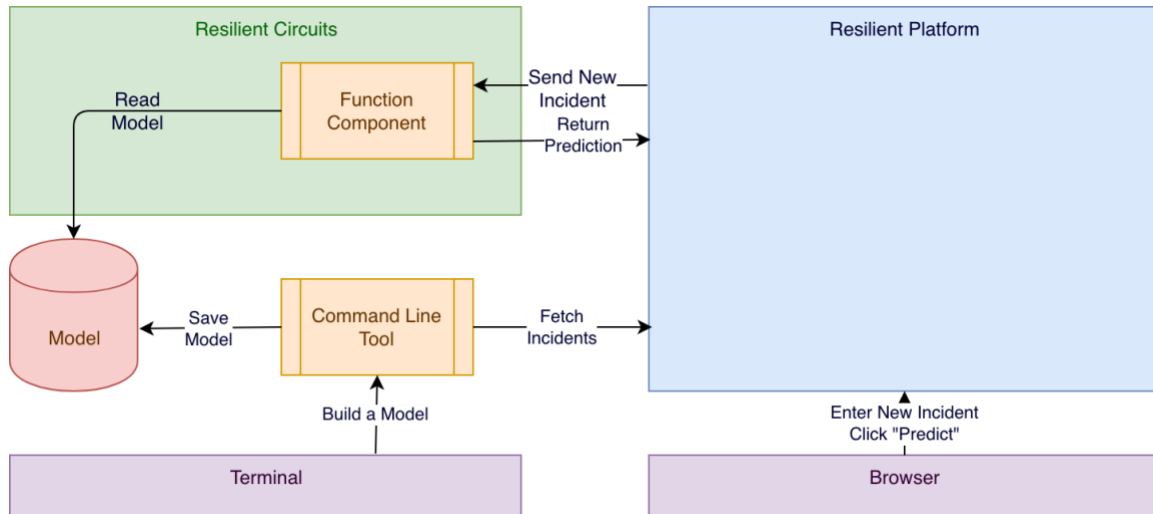 Resilient Circuits
Resilient Platform
Function
Component
Send New
Incident
Return
Prediction
Read
Model
Model
Save
Model
Command Line
Tool
Fetch
Incidents
Build a Model
Enter New Incident
Click "Predict"
Terminal
Browser